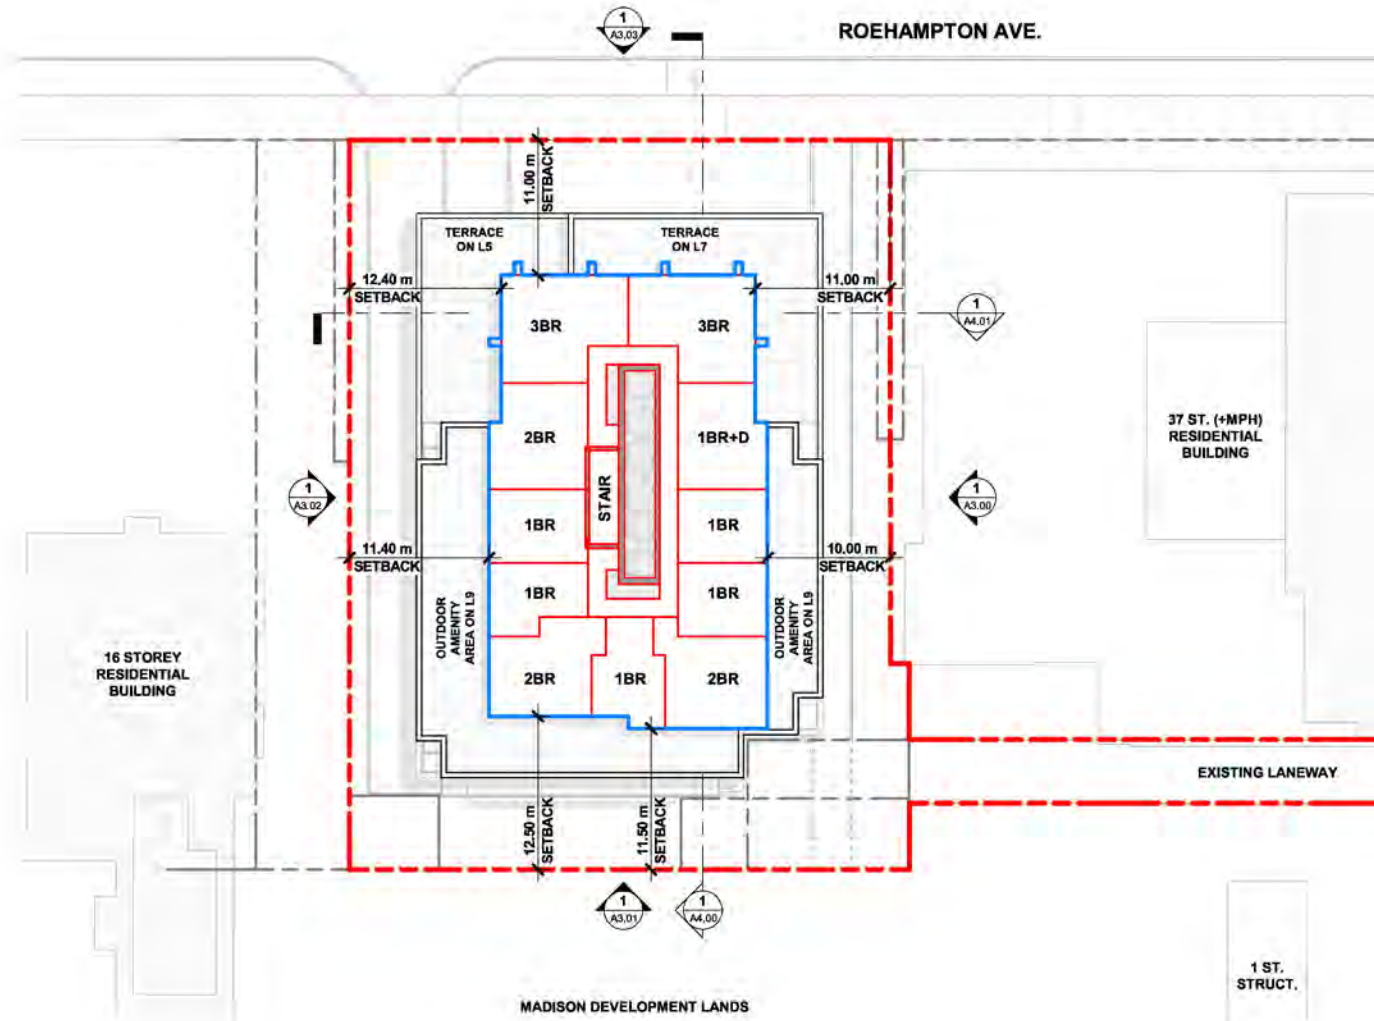 1
A3.03
ROEHAMPTON AVE.
11.00 m
SETBACK
TERRACE
ON L5
TERRACE
ON L7
12.40 m
SETBACK
11.00 m
SETBACK
1
A4.01
3BR
3BR
37 ST. (+MPH)
RESIDENTIAL
BUILDING
2BR
1BR+D
STAIR
1
A3.02
1
A3.00
1BR
1BR
11.40 m
SETBACK
10.00 m
SETBACK
1BR
1BR
OUTDOOR
AMENITY
AREA ON L9
OUTDOOR
AMENITY
AREA ON L9
16 STOREY
RESIDENTIAL
BUILDING
2BR
1BR
2BR
EXISTING LANEWAY
12.50 m
SETBACK
11.50 m
SETBACK
1
A3.01
1
A4.00
1 ST.
STRUCT.
MADISON DEVELOPMENT LANDS